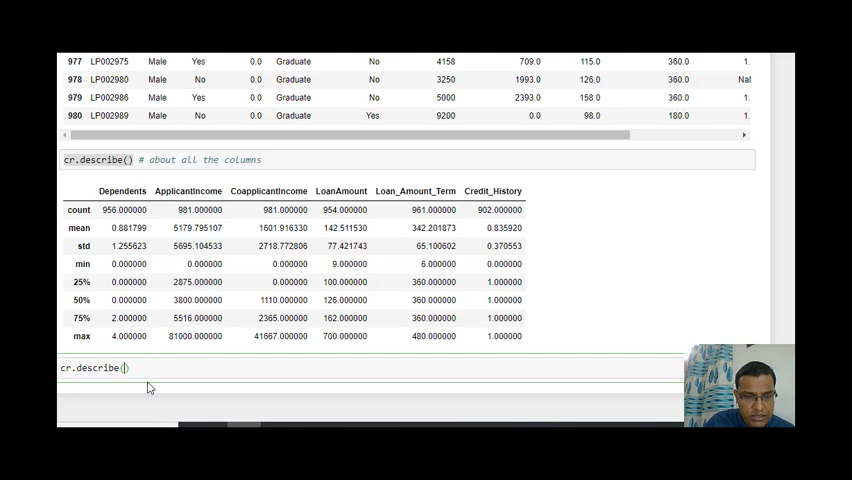 977 LP002975 Male Yes 0.0 Graduate No 4158 709.0 115.0 360.0 1.
978 LP002980 Male No 0.0 Graduate No 3250 1993.0 126.0 360.0 Nal
979 LP002986 Male Yes 0.0 Graduate No 5000 2393.0 158.0 360.0 1.
980 LP002989 Male No 0.0 Graduate Yes 9200 0.0 98.0 180.0 1.
cr.describe() # about all the columns
Dependents ApplicantIncome CoapplicantIncome LoanAmount Loan_Amount_Term Credit_History
count 956.000000 981.000000 981.000000 954.000000 961.000000 902.000000
mean 0.881799 5179.795107 1601.916330 142.511530 342.201873 0.835920
std 1.255623 5695.104533 2718.772806 77.421743 65.100602 0.370553
min 0.000000 0.000000 0.000000 9.000000 6.000000 0.000000
25% 0.000000 2875.000000 0.000000 100.000000 360.000000 1.000000
50% 0.000000 3800.000000 1110.000000 126.000000 360.000000 1.000000
75% 2.000000 5516.000000 2365.000000 162.000000 360.000000 1.000000
max 4.000000 81000.000000 41667.000000 700.000000 480.000000 1.000000
cr.describe()